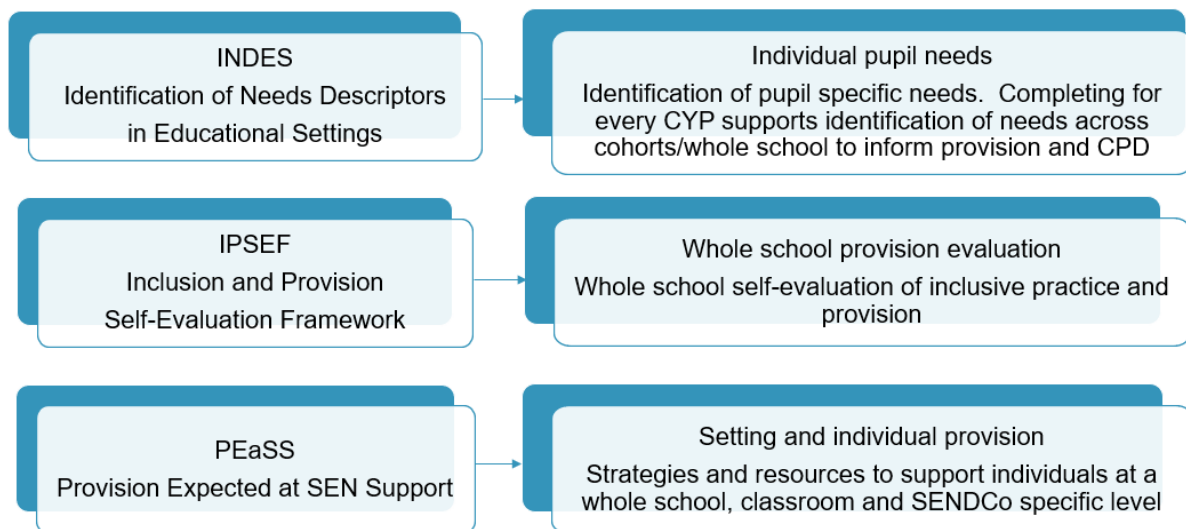 INDES
Identification of Needs Descriptors
in Educational Settings
Individual pupil needs
Identification of pupil specific needs.  Completing for
every CYP supports identification of needs across
cohorts/whole school to inform provision and CPD
IPSEF
Inclusion and Provision
Self-Evaluation Framework
Whole school provision evaluation
Whole school self-evaluation of inclusive practice and
provision
PEaSS
Provision Expected at SEN Support
Setting and individual provision
Strategies and resources to support individuals at a
whole school, classroom and SENDCo specific level